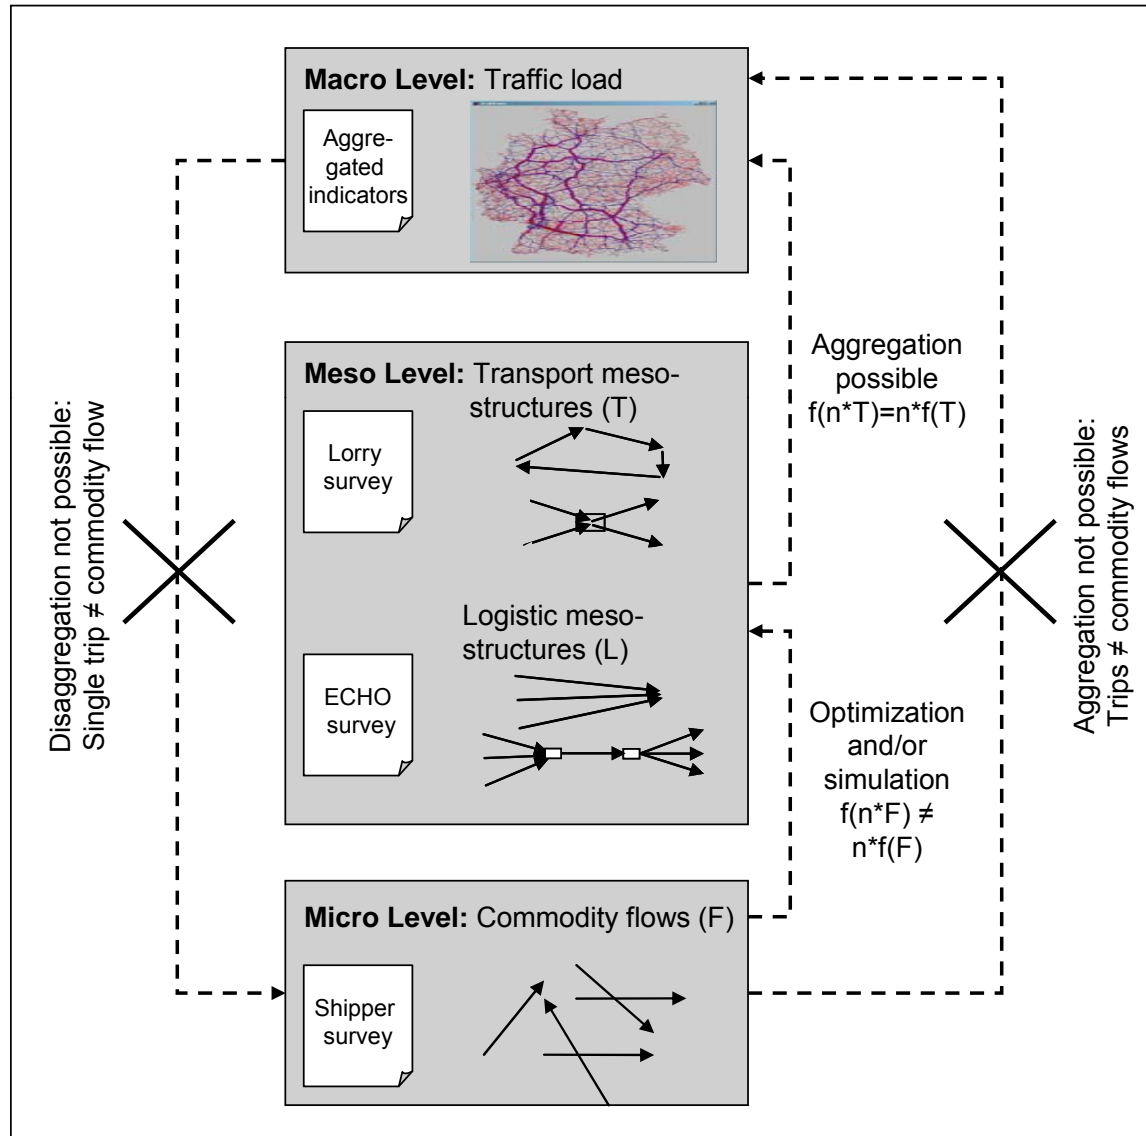 Macro Level: Traffic load
Aggre-
gated
indicators
Meso Level: Transport meso-
structures (T)
Lorry
survey
Logistic meso-
structures (L)
ECHO
survey
Micro Level: Commodity flows (F)
Shipper
survey
Disaggregation not possible:
Single trip ≠ commodity flow
Aggregation
possible
f(n*T)=n*f(T)
Optimization
and/or
simulation
f(n*F) ≠
n*f(F)
Aggregation not possible:
Trips ≠ commodity flows